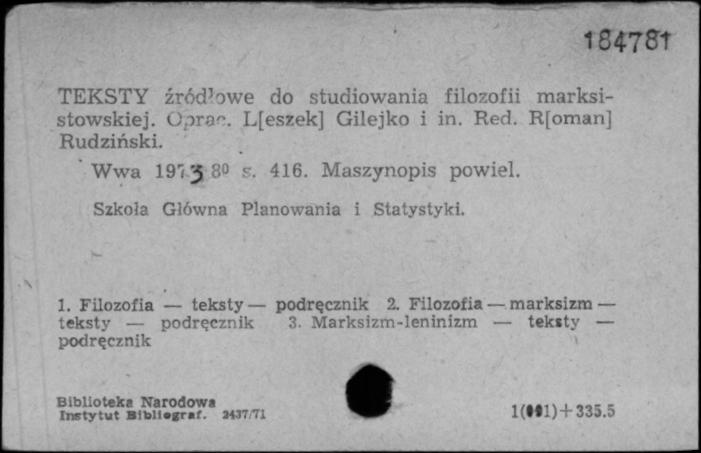 184781
TEKSTY źródłowe do studiowania filozofii marksi-
stowskiej. Oprac. L[eszek] Gilejko i in. Red. R[oman]
Rudziński.
Wwa 1973 8⁰ s. 416. Maszynopis powiel.
Szkoła Główna Planowania i Statystyki.
1. Filozofia — teksty — podręcznik 2. Filozofia — marksizm —
teksty — podręcznik 3. Marksizm-leninizm — teksty —
podręcznik
Biblioteka Narodowa
Instytut Bibliograf. 2437/71
1(001)+335.5